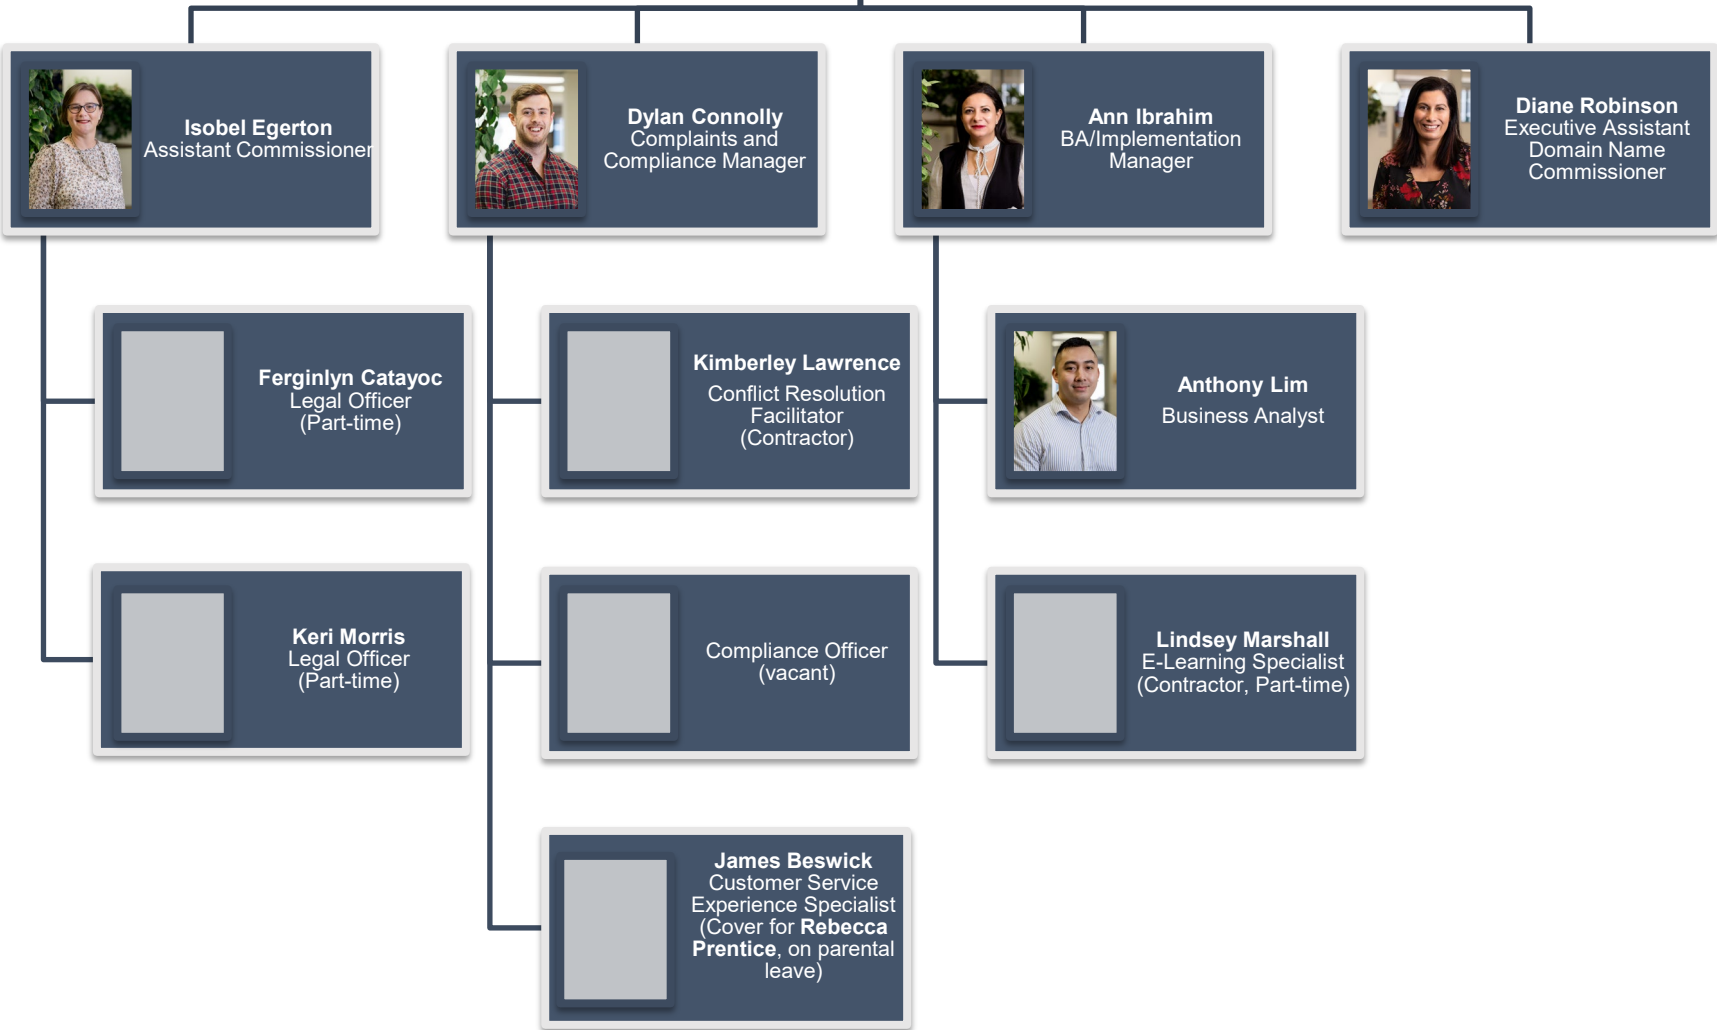 Isobel Egerton
Assistant Commissioner
Dylan Connolly
Complaints and
Compliance Manager
Ann Ibrahim
BA/Implementation
Manager
Diane Robinson
Executive Assistant
Domain Name
Commissioner
Ferginlyn Catayoc
Legal Officer
(Part-time)
Kimberley Lawrence
Conflict Resolution
Facilitator
(Contractor)
Anthony Lim
Business Analyst
Keri Morris
Legal Officer
(Part-time)
Compliance Officer
(vacant)
Lindsey Marshall
E-Learning Specialist
(Contractor, Part-time)
James Beswick
Customer Service
Experience Specialist
(Cover for Rebecca
Prentice, on parental
leave)